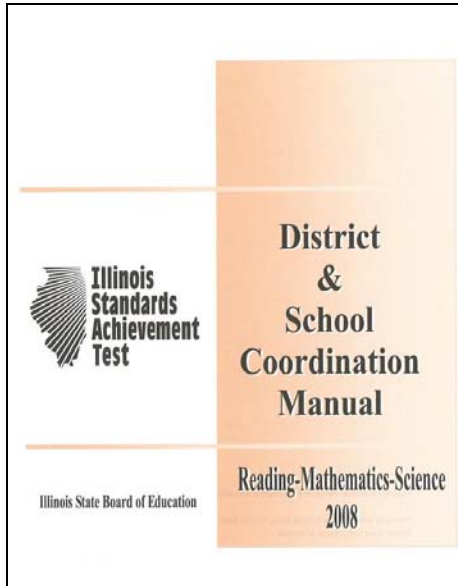 Illinois
Standards
Achievement
Test
District
&
School
Coordination
Manual
Illinois State Board of Education
Reading-Mathematics-Science
2008